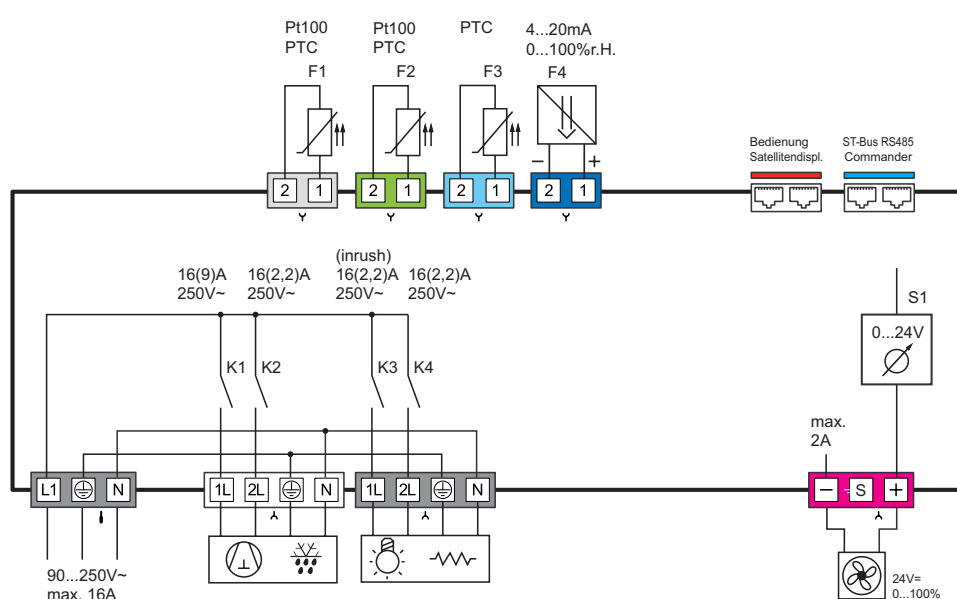 Pt100 Pt100 PTC 4...20mA
PTC PTC 0...100%r.H.
F1 F2 F3 F4
Bedienung ST-Bus RS485
Satellitendispl. Commander
− +
2 1 2 1 2 1 2 1
(inrush)
16(9)A 16(2,2)A 16(2,2)A 16(2,2)A
250V~ 250V~ 250V~ 250V~
S1
0...24V
K1 K2 K3 K4
max.
2A
L1 N 1L 2L N 1L 2L N − S +
90...250V~
max. 16A
24V=
0...100%